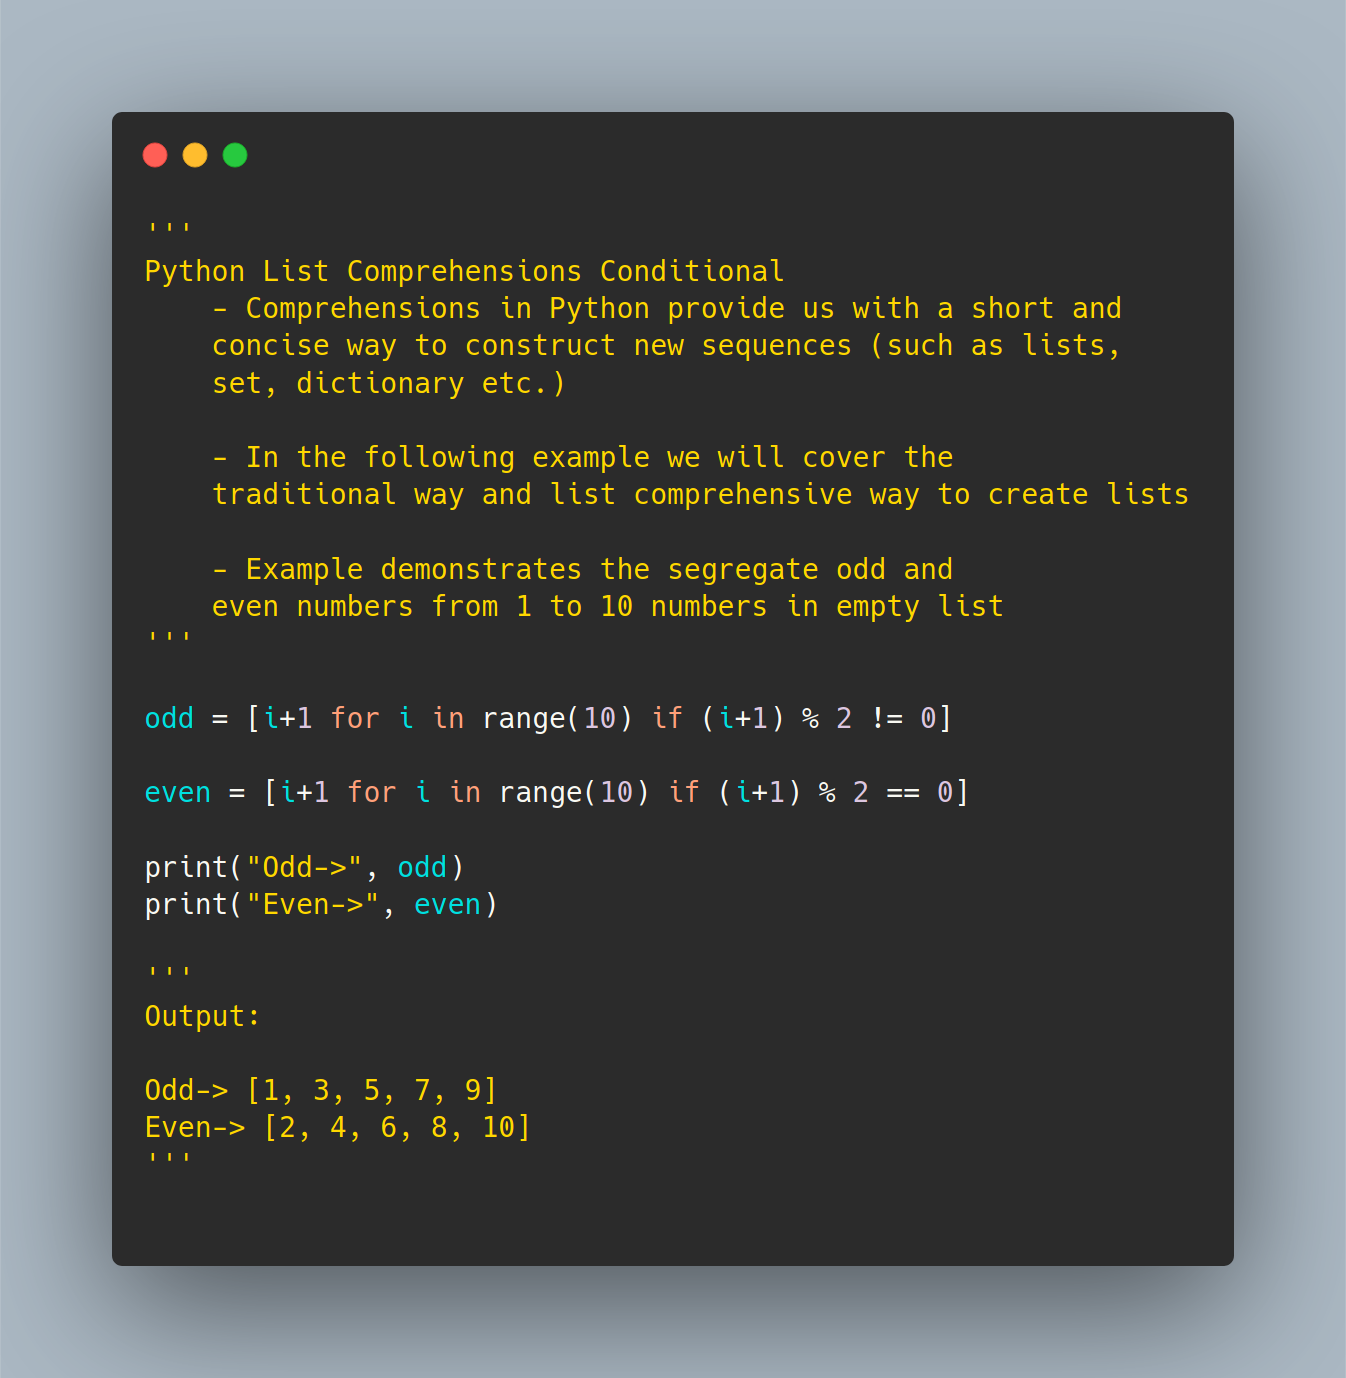 '''
Python List Comprehensions Conditional
    - Comprehensions in Python provide us with a short and
    concise way to construct new sequences (such as lists,
    set, dictionary etc.)

    - In the following example we will cover the
    traditional way and list comprehensive way to create lists

    - Example demonstrates the segregate odd and
    even numbers from 1 to 10 numbers in empty list
'''

odd = [i+1 for i in range(10) if (i+1) % 2 != 0]

even = [i+1 for i in range(10) if (i+1) % 2 == 0]

print("Odd->", odd)
print("Even->", even)

'''
Output:

Odd-> [1, 3, 5, 7, 9]
Even-> [2, 4, 6, 8, 10]
'''